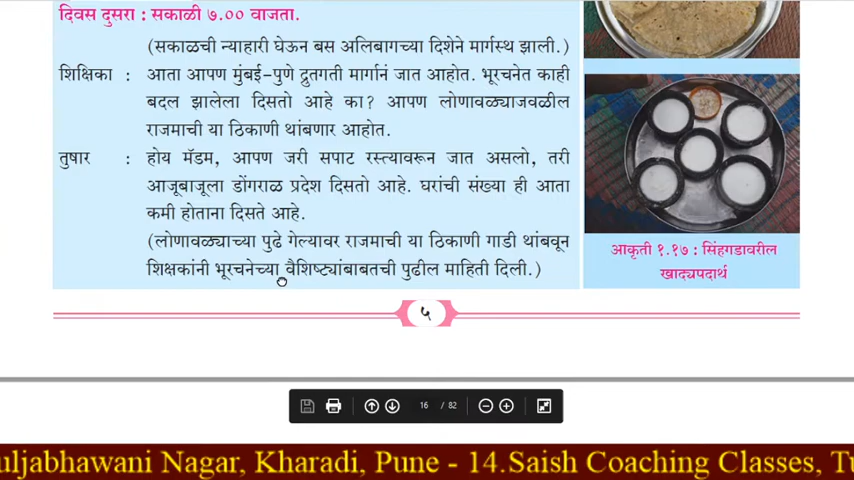 दिवस दुसरा : सकाळी ७.०० वाजता.
(सकाळची न्याहारी घेऊन बस अलिबागच्या दिशेने मार्गस्थ झाली.)
शिक्षिका : आता आपण मुंबई-पुणे द्रुतगती मार्गानं जात आहोत. भूरचनेत काही
बदल झालेला दिसतो आहे का? आपण लोणावळ्याजवळील
राजमाची या ठिकाणी थांबणार आहोत.
तुषार : होय मॅडम, आपण जरी सपाट रस्त्यावरून जात असलो, तरी
आजूबाजूला डोंगराळ प्रदेश दिसतो आहे. घरांची संख्या ही आता
कमी होताना दिसते आहे.
(लोणावळ्याच्या पुढे गेल्यावर राजमाची या ठिकाणी गाडी थांबवून
शिक्षकांनी भूरचनेच्या वैशिष्ट्यांबाबतची पुढील माहिती दिली.)
आकृती १.१७ : सिंहगडावरील
खाद्यपदार्थ
५
16 / 82
uljabhawani Nagar, Kharadi, Pune - 14.Saish Coaching Classes, Tu